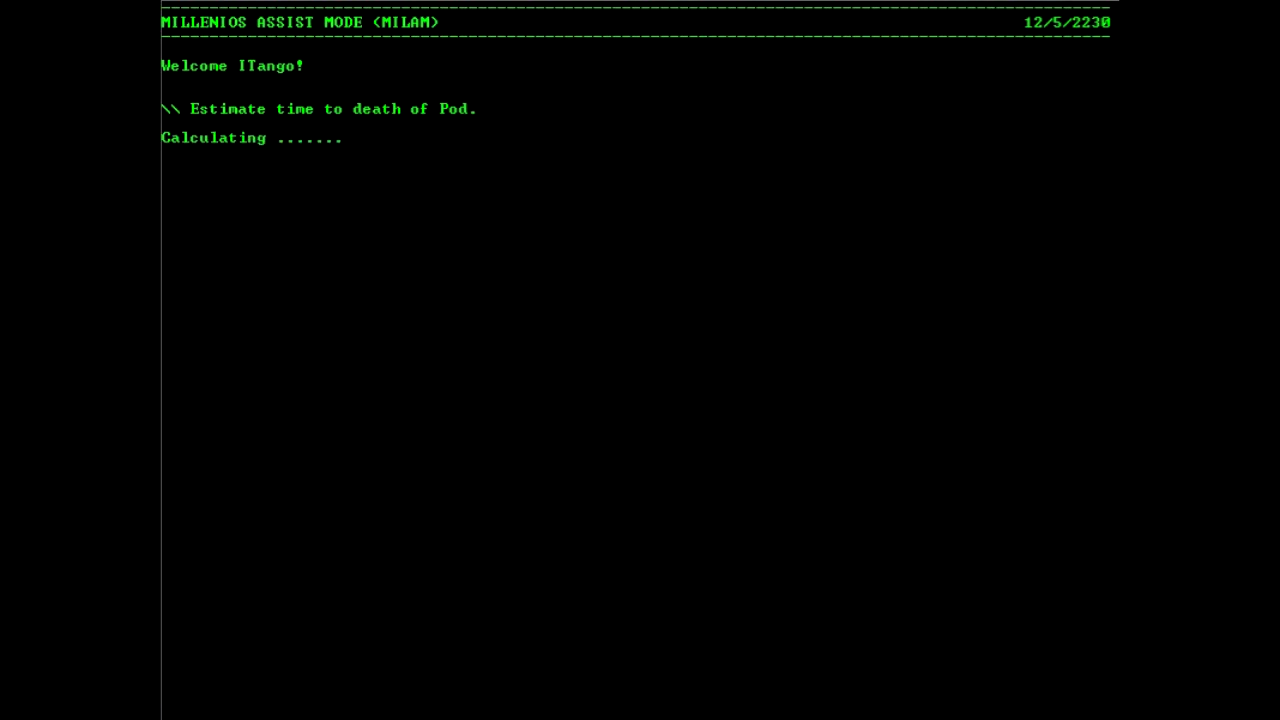 MILLENIOS ASSIST MODE (MILAM) 12/5/2230
Welcome ITango!
\\ Estimate time to death of Pod.
Calculating .......